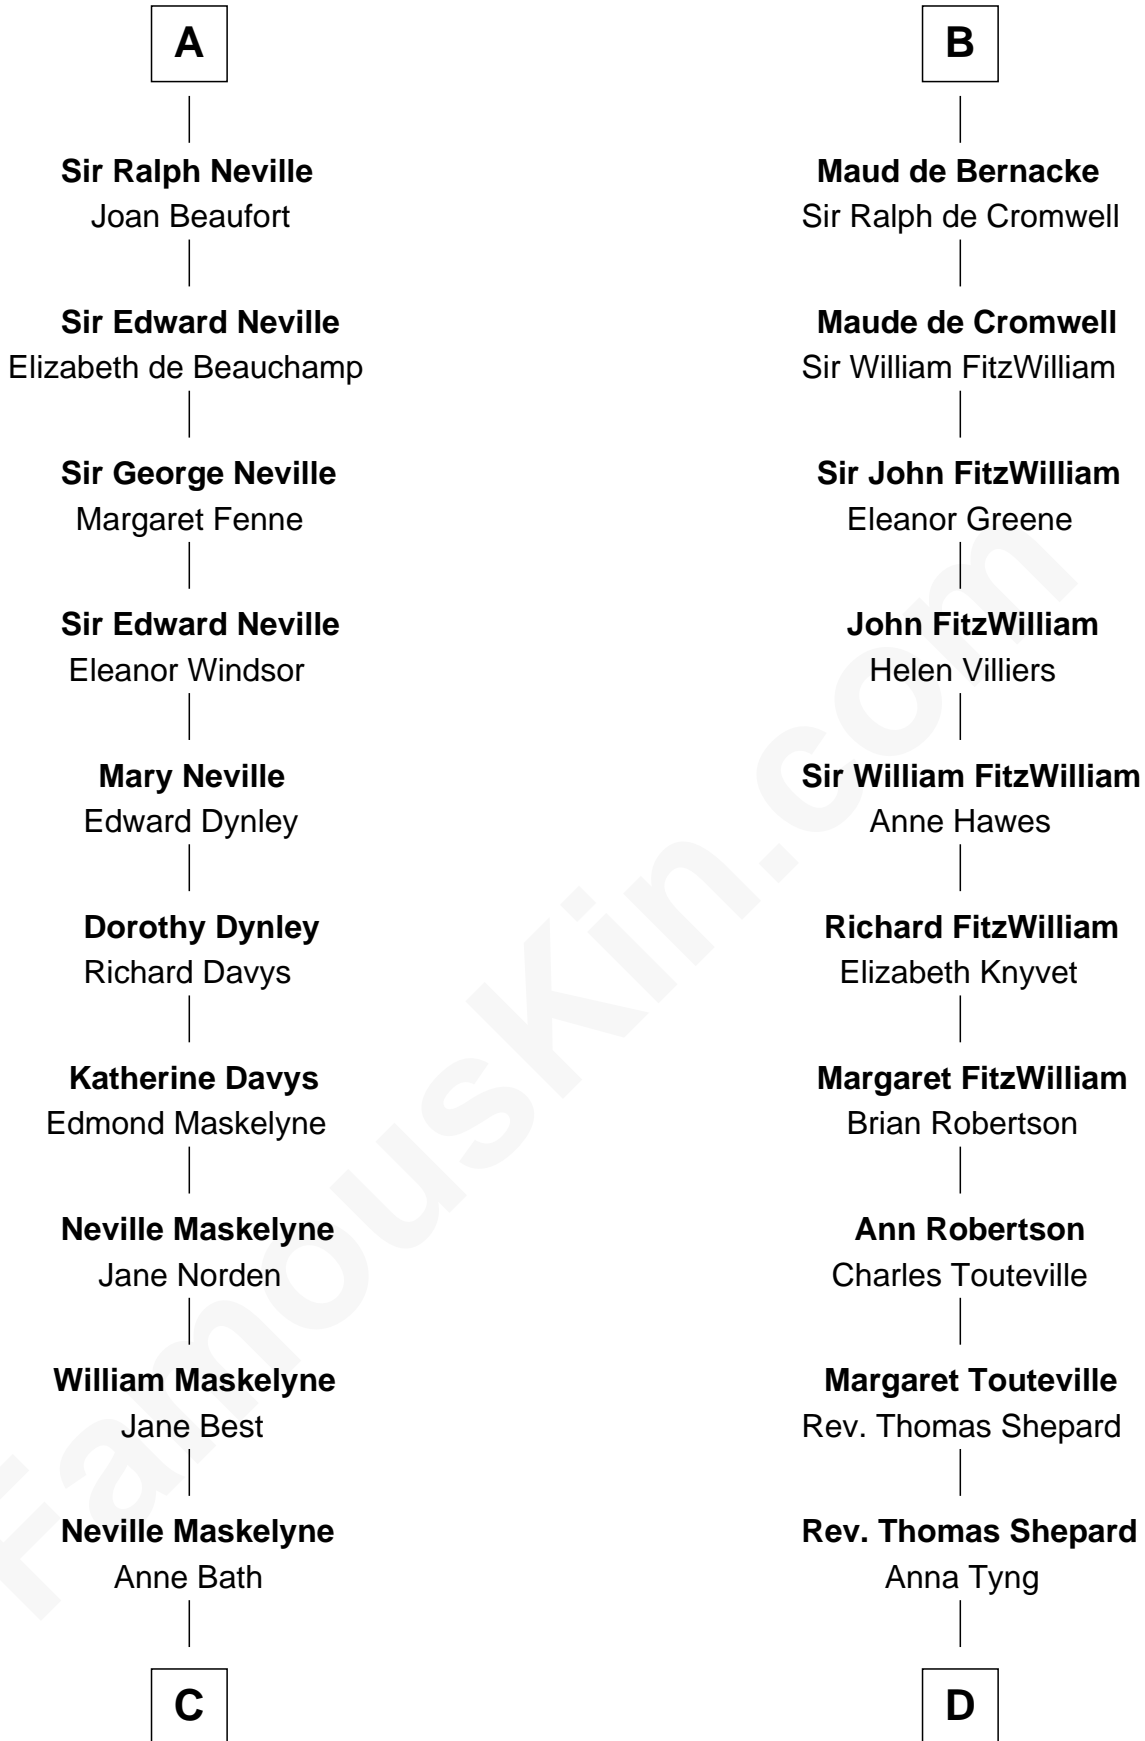 A
Sir Ralph Neville
Joan Beaufort
Sir Edward Neville
Elizabeth de Beauchamp
Sir George Neville
Margaret Fenne
Sir Edward Neville
Eleanor Windsor
Mary Neville
Edward Dynley
Dorothy Dynley
Richard Davys
Katherine Davys
Edmond Maskelyne
Neville Maskelyne
Jane Norden
William Maskelyne
Jane Best
Neville Maskelyne
Anne Bath
C
B
Maud de Bernacke
Sir Ralph de Cromwell
Maude de Cromwell
Sir William FitzWilliam
Sir John FitzWilliam
Eleanor Greene
John FitzWilliam
Helen Villiers
Sir William FitzWilliam
Anne Hawes
Richard FitzWilliam
Elizabeth Knyvet
Margaret FitzWilliam
Brian Robertson
Ann Robertson
Charles Touteville
Margaret Touteville
Rev. Thomas Shepard
Rev. Thomas Shepard
Anna Tyng
D
FamousKin.com